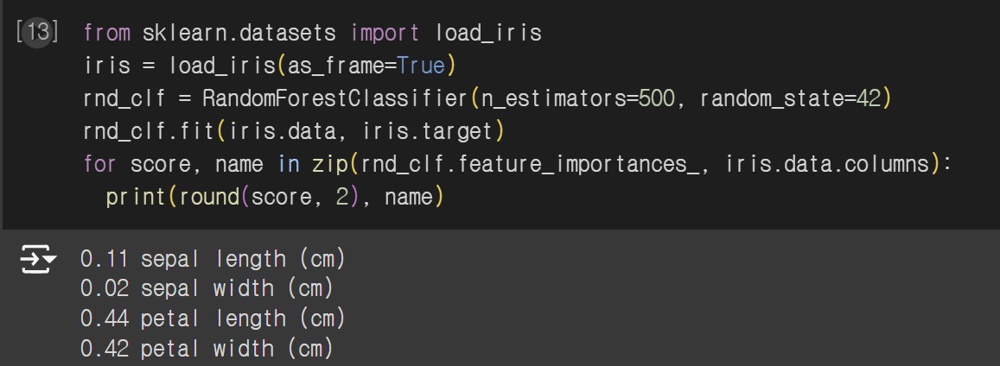 [13] from sklearn.datasets import load_iris
iris = load_iris(as_frame=True)
rnd_clf = RandomForestClassifier(n_estimators=500, random_state=42)
rnd_clf.fit(iris.data, iris.target)
for score, name in zip(rnd_clf.feature_importances_, iris.data.columns):
  print(round(score, 2), name)
0.11 sepal length (cm)
0.02 sepal width (cm)
0.44 petal length (cm)
0.42 petal width (cm)